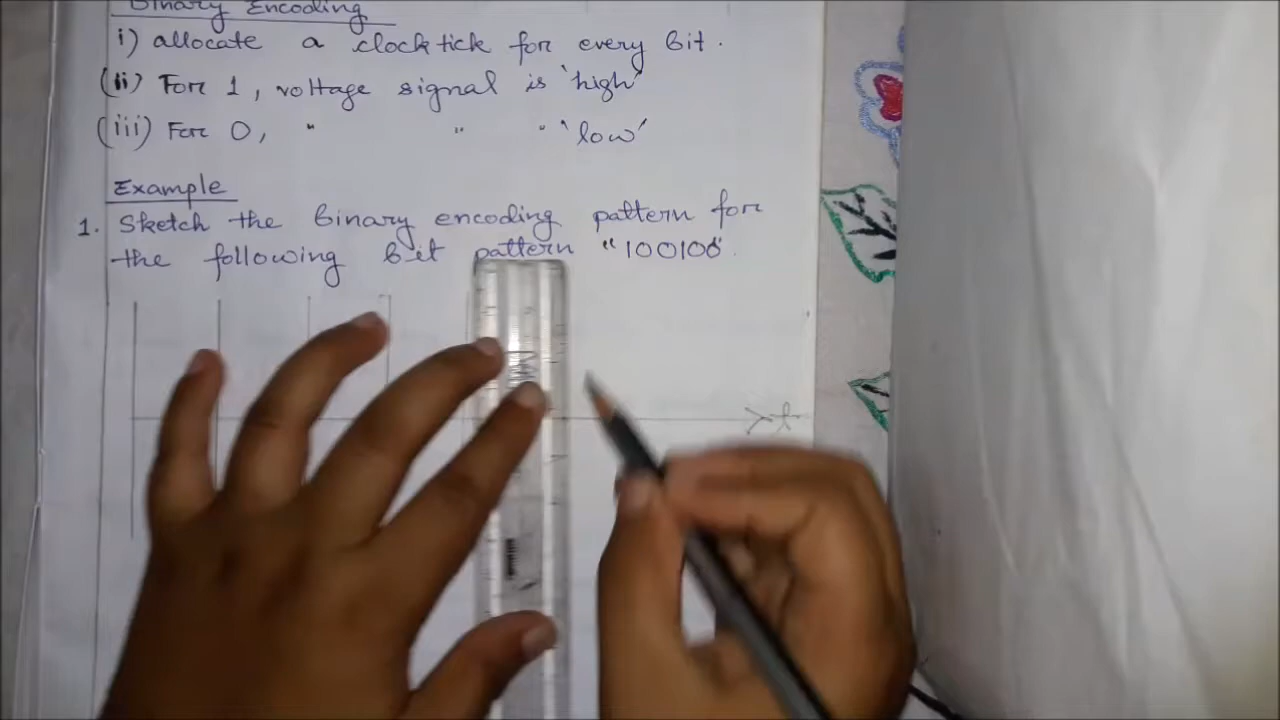 Binary Encoding
i) allocate a clock tick for every bit.
(ii) For 1, voltage signal is 'high'
(iii) For 0, " " " 'low'
Example
1. Sketch the binary encoding pattern for
the following bit pattern "100100".
t